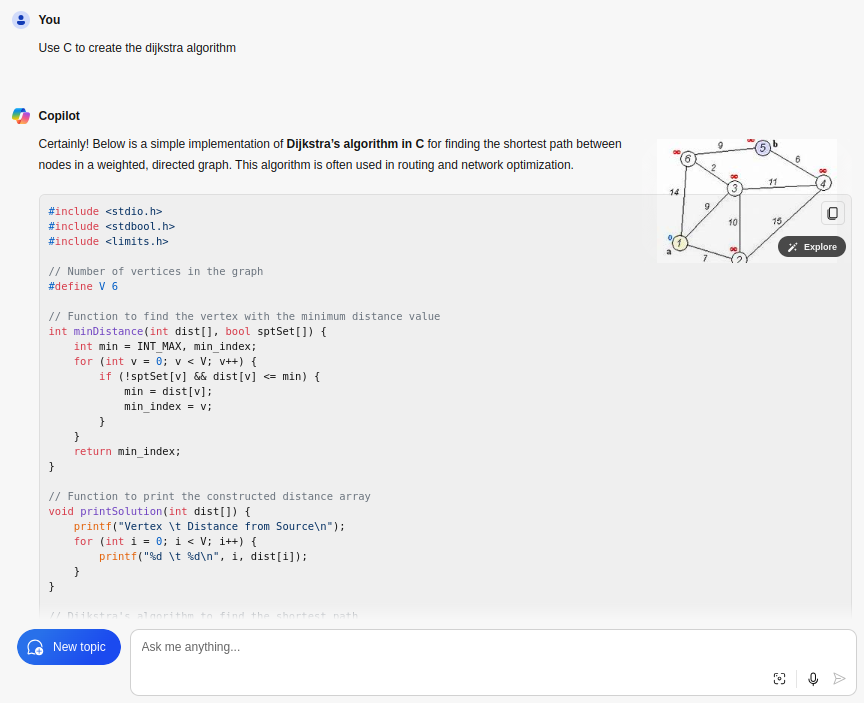 You
Use C to create the dijkstra algorithm
Copilot
Certainly! Below is a simple implementation of Dijkstra's algorithm in C for finding the shortest path between
nodes in a weighted, directed graph. This algorithm is often used in routing and network optimization.
∞ 6 9 ∞ 5 b
2 6
∞ 3 11 ∞ 4
14
9
10 15
0 1 a
7 ∞ 2
Explore
#include <stdio.h>
#include <stdbool.h>
#include <limits.h>
// Number of vertices in the graph
#define V 6
// Function to find the vertex with the minimum distance value
int minDistance(int dist[], bool sptSet[]) {
    int min = INT_MAX, min_index;
    for (int v = 0; v < V; v++) {
        if (!sptSet[v] && dist[v] <= min) {
            min = dist[v];
            min_index = v;
        }
    }
    return min_index;
}
// Function to print the constructed distance array
void printSolution(int dist[]) {
    printf("Vertex \t Distance from Source\n");
    for (int i = 0; i < V; i++) {
        printf("%d \t %d\n", i, dist[i]);
    }
}
// Dijkstra's algorithm to find the shortest path
New topic
Ask me anything...